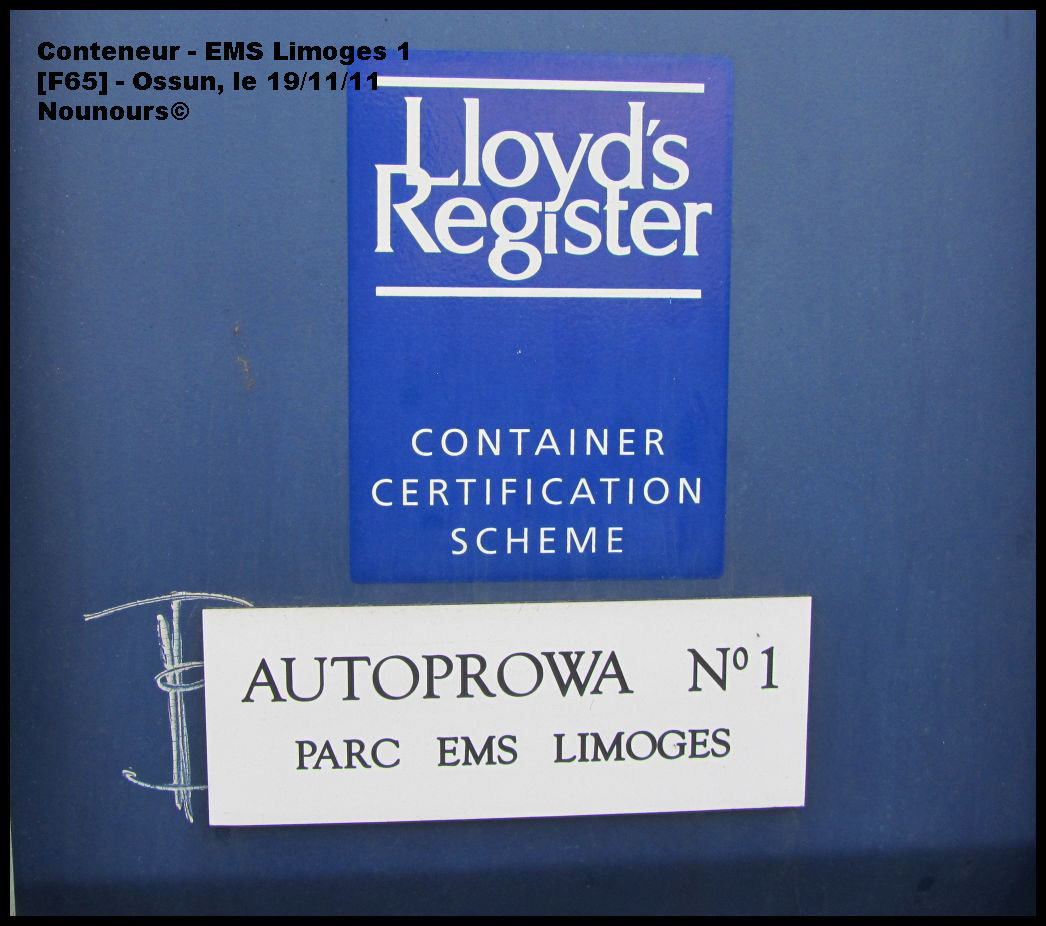 Conteneur - EMS Limoges 1
[F65] - Ossun, le 19/11/11
Nounours©
Lloyd's
Register
CONTAINER
CERTIFICATION
SCHEME
AUTOPROWA Nº1
PARC EMS LIMOGES